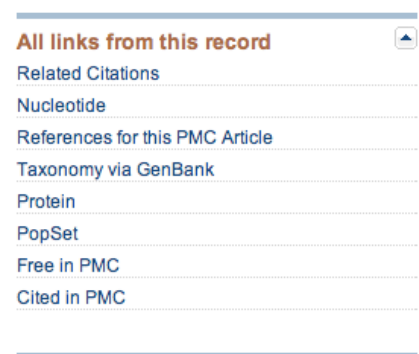 All links from this record
Related Citations
Nucleotide
References for this PMC Article
Taxonomy via GenBank
Protein
PopSet
Free in PMC
Cited in PMC